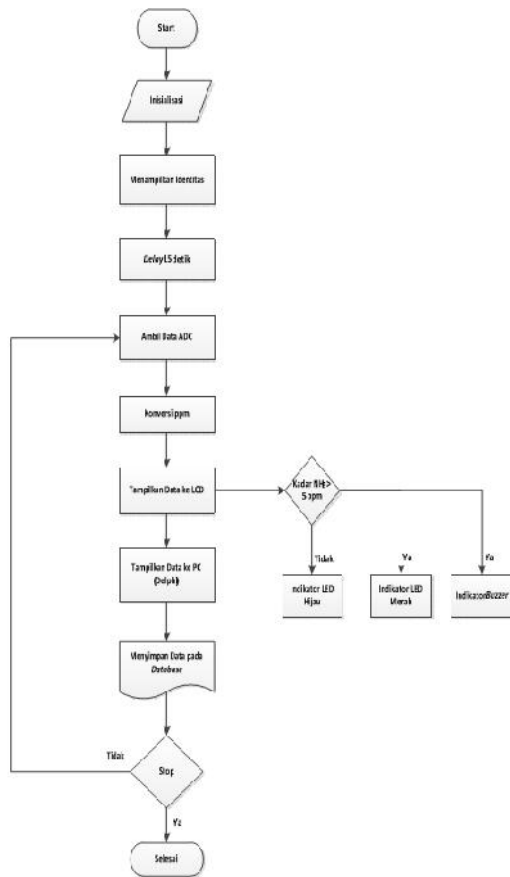 Start
Inisialisasi
Menampilkan Identitas
Delay 1.5 detik
Ambil Data ADC
Konversi ppm
Tampilkan Data ke LCD
Kadar NH3 >
5 ppm
Tidak
Ya
Ya
Tampilkan Data ke PC
(Delphi)
ndikator LED
Hijau
Indikator LED
Merah
Indikator Buzzer
Menyimpan Data pada
Database
Tidak
Stop
Ya
Selesai